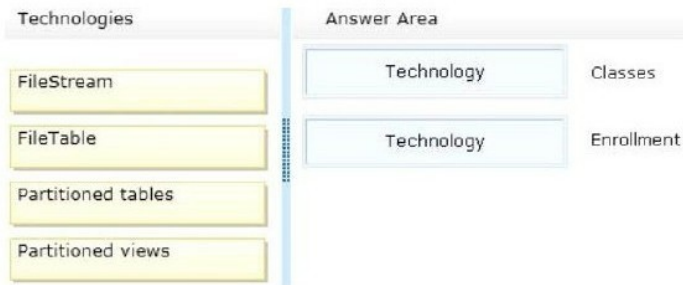 Technologies
Answer Area
FileStream
FileTable
Partitioned tables
Partitioned views
Technology Classes
Technology Enrollment